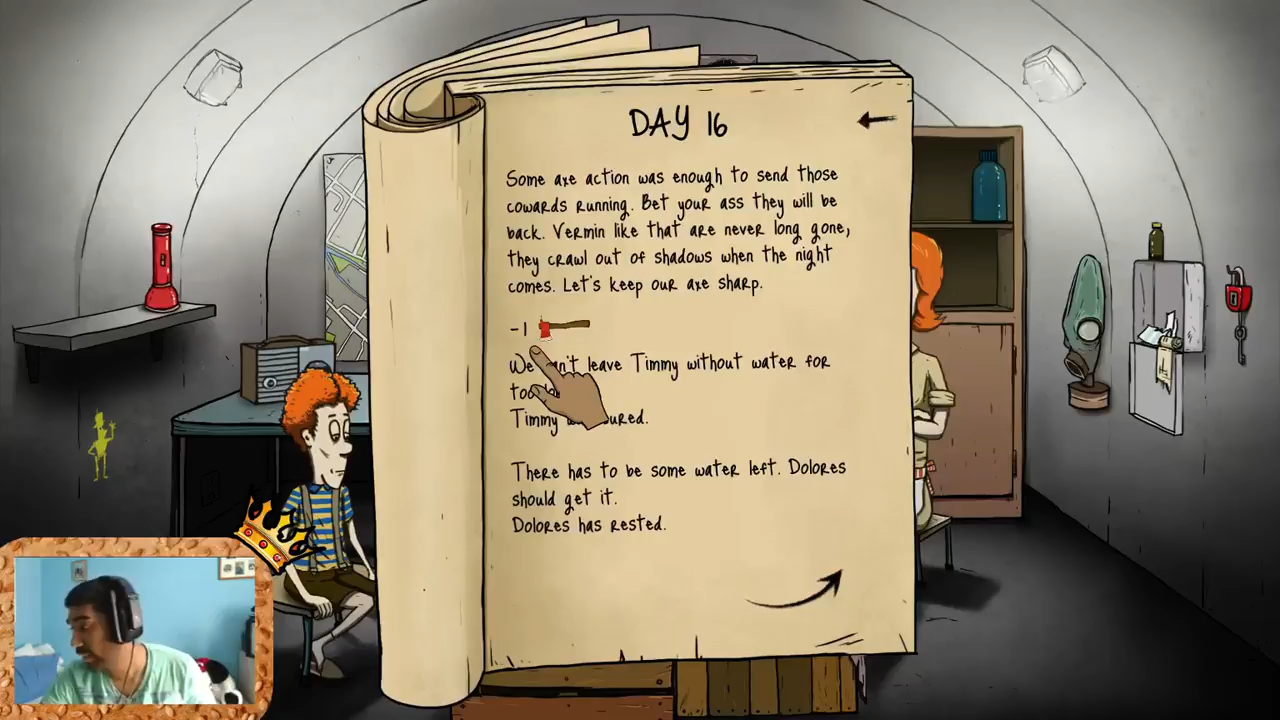 DAY 16
Some axe action was enough to send those
cowards running. Bet your ass they will be
back. Vermin like that are never long gone,
they crawl out of shadows when the night
comes. Let's keep our axe sharp.
-1
We can't leave Timmy without water for
Timmy
There has to be some water left. Dolores
should get it.
Dolores has rested.